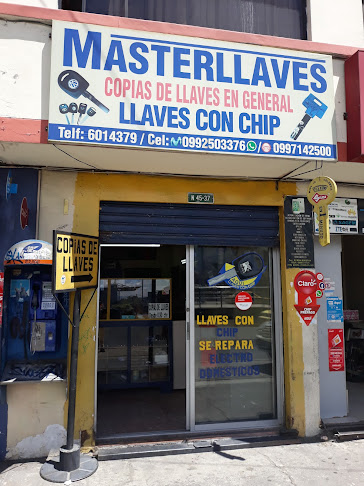 MASTERLLAVES
COPIAS DE LLAVES EN GENERAL
LLAVES CON CHIP
Telf: 6014379 / Cel: 0992503376 / 0997142500
N 45-37
COPIAS DE
LLAVES
LLAVES CON
CHIP
SE REPARA
ELECTRO
DOMESTICOS
Claro